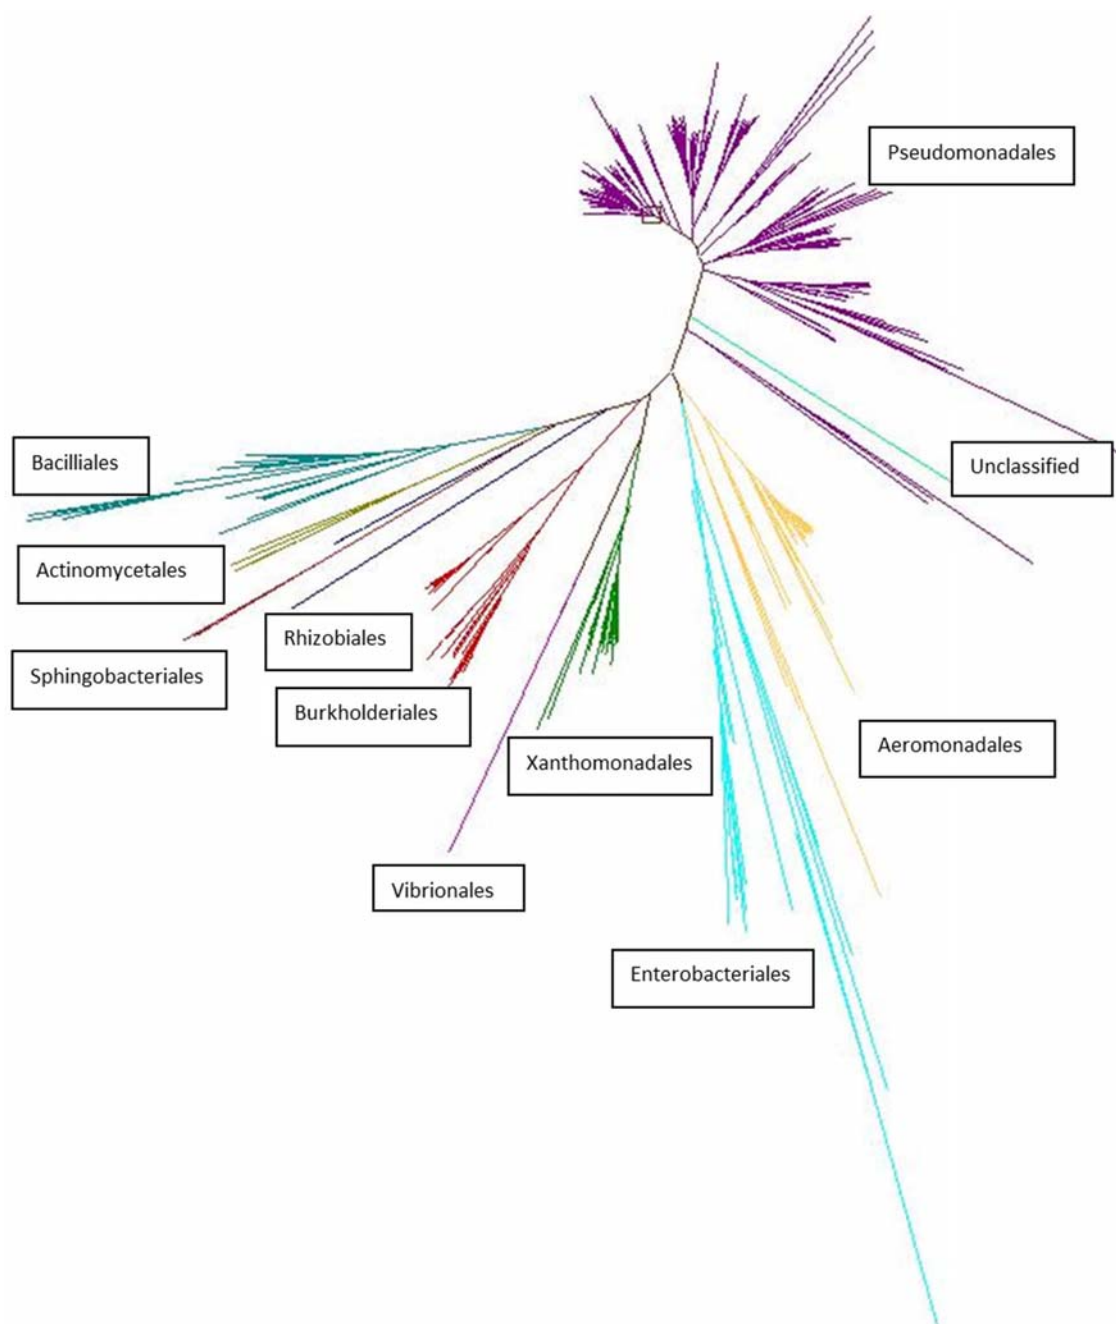 Pseudomonadales
Unclassified
Bacilliales
Actinomycetales
Rhizobiales
Sphingobacteriales
Burkholderiales
Xanthomonadales
Aeromonadales
Vibrionales
Enterobacteriales